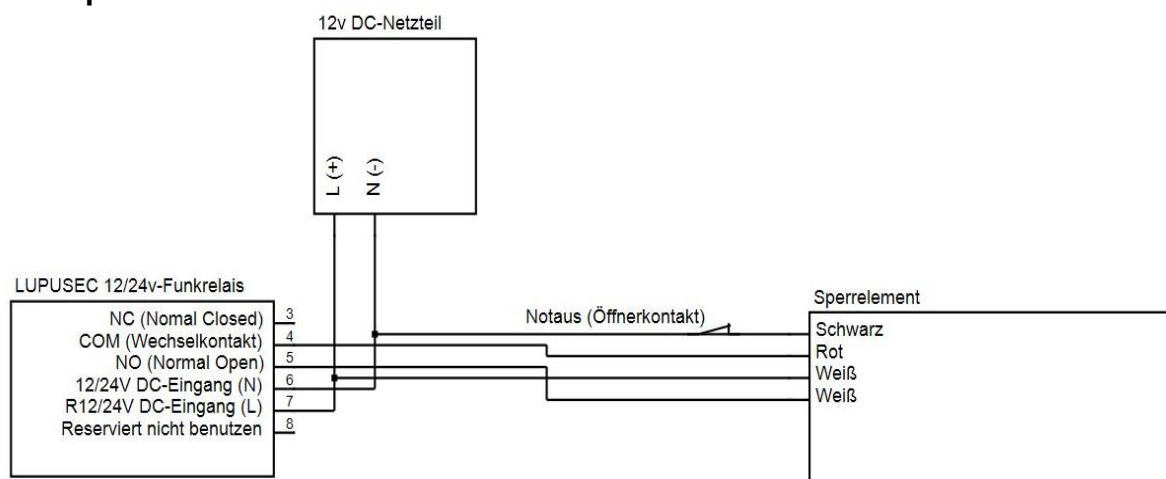 12v DC-Netzteil
L (+)
N (-)
LUPUSEC 12/24v-Funkrelais
NC (Nomal Closed) 3
COM (Wechselkontakt) 4
NO (Normal Open) 5
12/24V DC-Eingang (N) 6
R12/24V DC-Eingang (L) 7
Reserviert nicht benutzen 8
Notaus (Öffnerkontakt)
Sperrelement
Schwarz
Rot
Weiß
Weiß